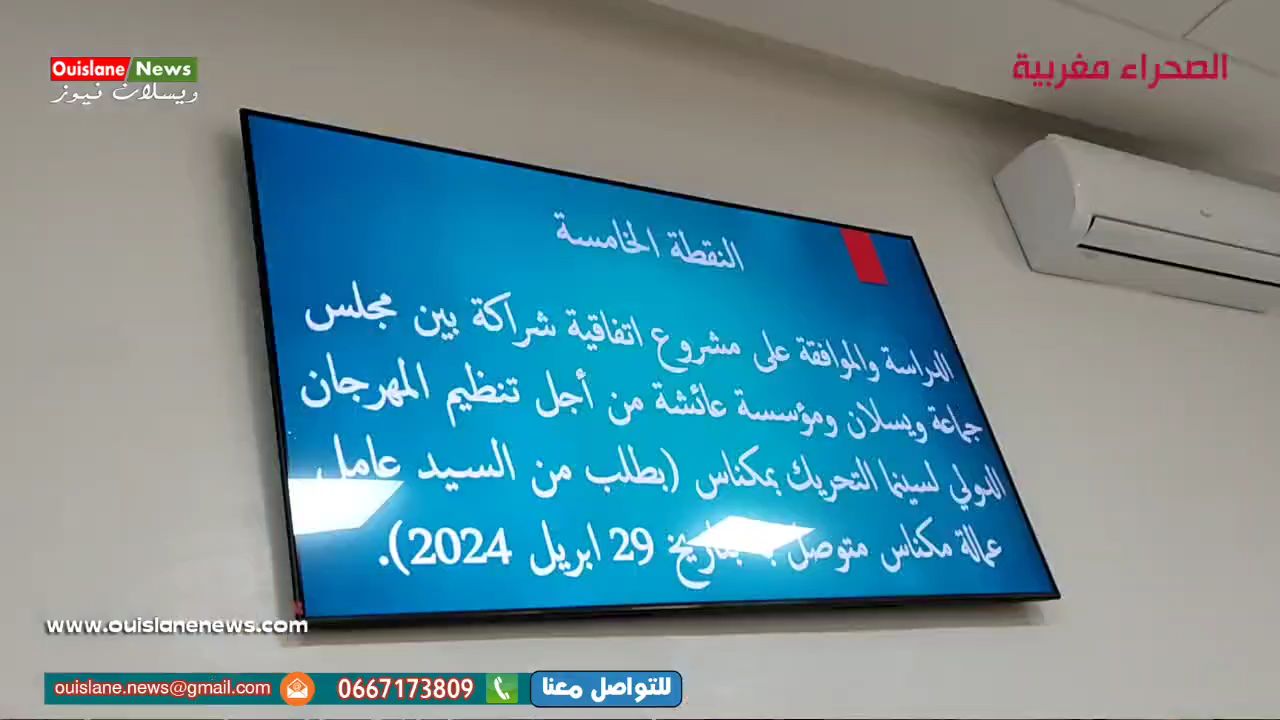 Ouislane News
ويسلان نيوز
الصحراء مغربية
النقطة الخامسة
الدراسة والموافقة على مشروع اتفاقية شراكة بين مجلس
جماعة ويسلان ومؤسسة عائشة من أجل تنظيم المهرجان
الدولي لسينما التحريك بمكناس (بطلب من السيد عامل
عمالة مكناس متوصل به بتاريخ 29 ابريل 2024).
www.ouislanenews.com
ouislane.news@gmail.com
0667173809
للتواصل معنا